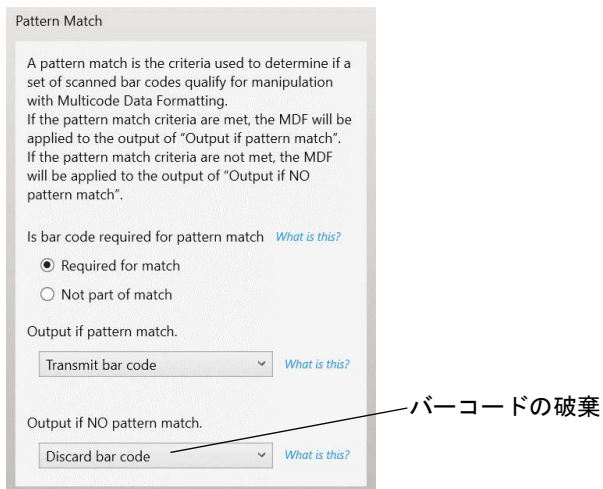 Pattern Match
A pattern match is the criteria used to determine if a
set of scanned bar codes qualify for manipulation
with Multicode Data Formatting.
If the pattern match criteria are met, the MDF will be
applied to the output of “Output if pattern match”.
If the pattern match criteria are not met, the MDF
will be applied to the output of “Output if NO
pattern match”.
Is bar code required for pattern match What is this?
Required for match
Not part of match
Output if pattern match.
Transmit bar code What is this?
バーコードの破棄
Output if NO pattern match.
Discard bar code What is this?